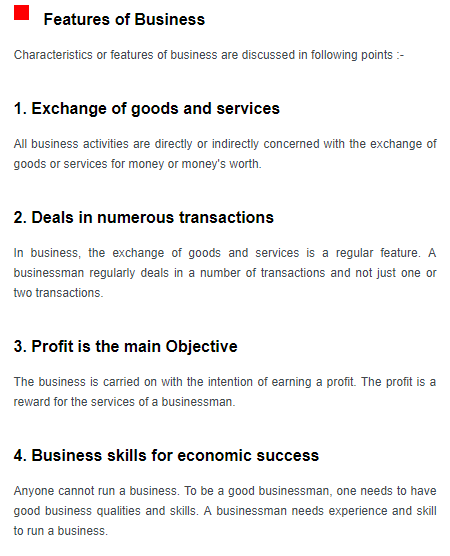 Features of Business
Characteristics or features of business are discussed in following points :-
1. Exchange of goods and services
All business activities are directly or indirectly concerned with the exchange of
goods or services for money or money's worth.
2. Deals in numerous transactions
In business, the exchange of goods and services is a regular feature. A
businessman regularly deals in a number of transactions and not just one or
two transactions.
3. Profit is the main Objective
The business is carried on with the intention of earning a profit. The profit is a
reward for the services of a businessman.
4. Business skills for economic success
Anyone cannot run a business. To be a good businessman, one needs to have
good business qualities and skills. A businessman needs experience and skill
to run a business.